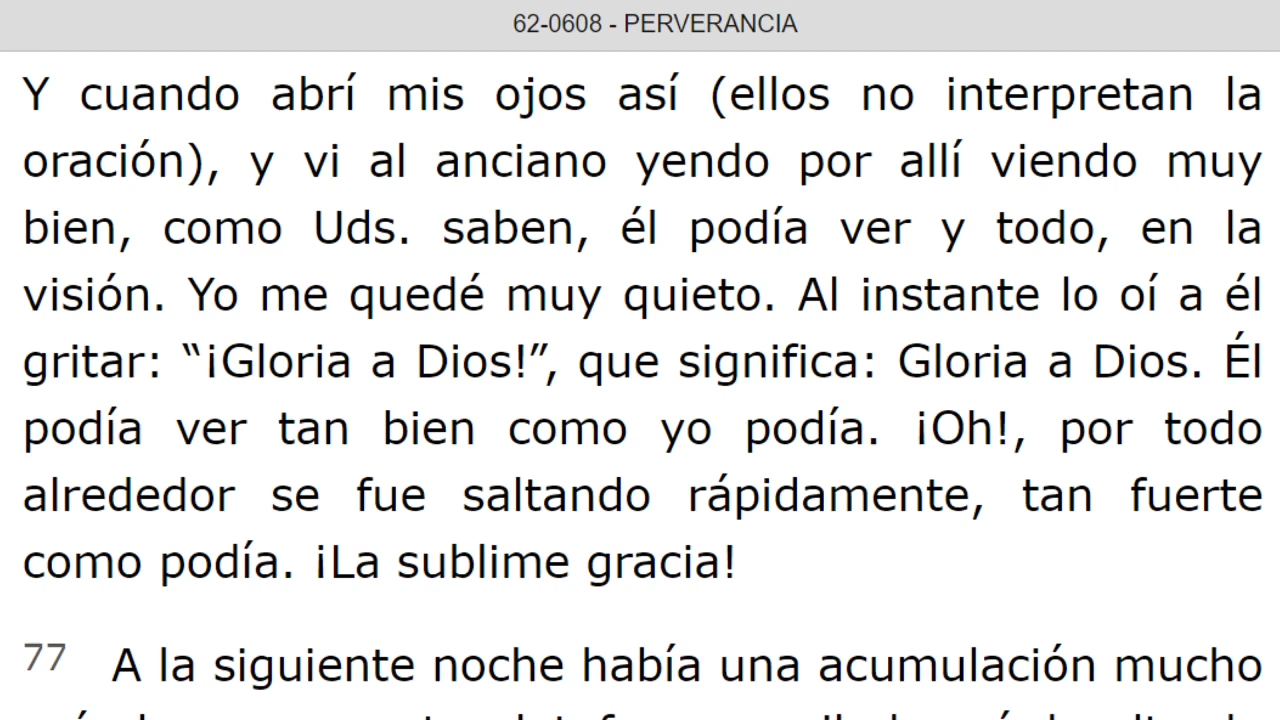 62-0608 - PERVERANCIA
Y cuando abrí mis ojos así (ellos no interpretan la
oración), y vi al anciano yendo por allí viendo muy
bien, como Uds. saben, él podía ver y todo, en la
visión. Yo me quedé muy quieto. Al instante lo oí a él
gritar: “¡Gloria a Dios!”, que significa: Gloria a Dios. Él
podía ver tan bien como yo podía. ¡Oh!, por todo
alrededor se fue saltando rápidamente, tan fuerte
como podía. ¡La sublime gracia!
77 A la siguiente noche había una acumulación mucho